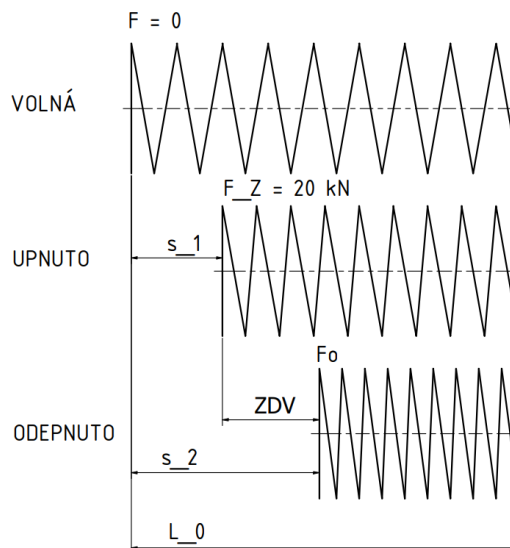 F = 0
VOLNÁ
F_Z = 20 kN
s_1
UPNUTO
Fo
ZDV
ODEPNUTO
s_2
L_0